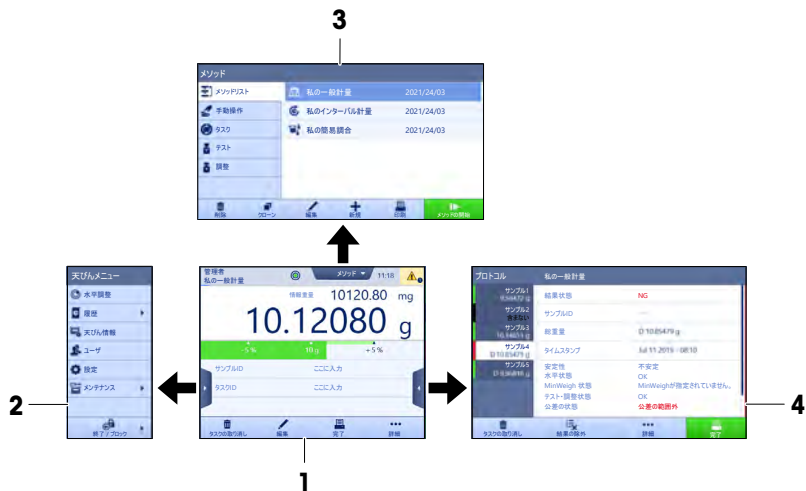 3
メソッド
メソッドリスト
手動操作
タスク
テスト
調整
私の一般計量 2021/24/03
私のインターバル計量 2021/24/03
私の簡易調合 2021/24/03
削除 クローン 編集 新規 印刷 メソッドの開始
天びんメニュー
水平調整
履歴
天びん情報
ユーザ
設定
メンテナンス
終了 / ブロック
2
管理者
私の一般計量
メソッド 11:18
情報重量 10120.80 mg
10.12080 g
-5 % 10 g +5 %
サンプルID ここに入力
タスクID ここに入力
タスクの取り消し 編集 完了 詳細
1
プロトコル 私の一般計量
サンプル1
サンプル2
含まない
サンプル3
サンプル4
D 10.85479 g
サンプル5
結果状態 NG
サンプルID
総重量 D 10.85479 g
タイムスタンプ Jul 11 2019 - 08:10
安定性 不安定
水平状態 OK
MinWeigh 状態 MinWeighが指定されていません。
テスト・調整状態 OK
公差の状態 公差の範囲外
タスクの取り消し 結果の除外 詳細 完了
4